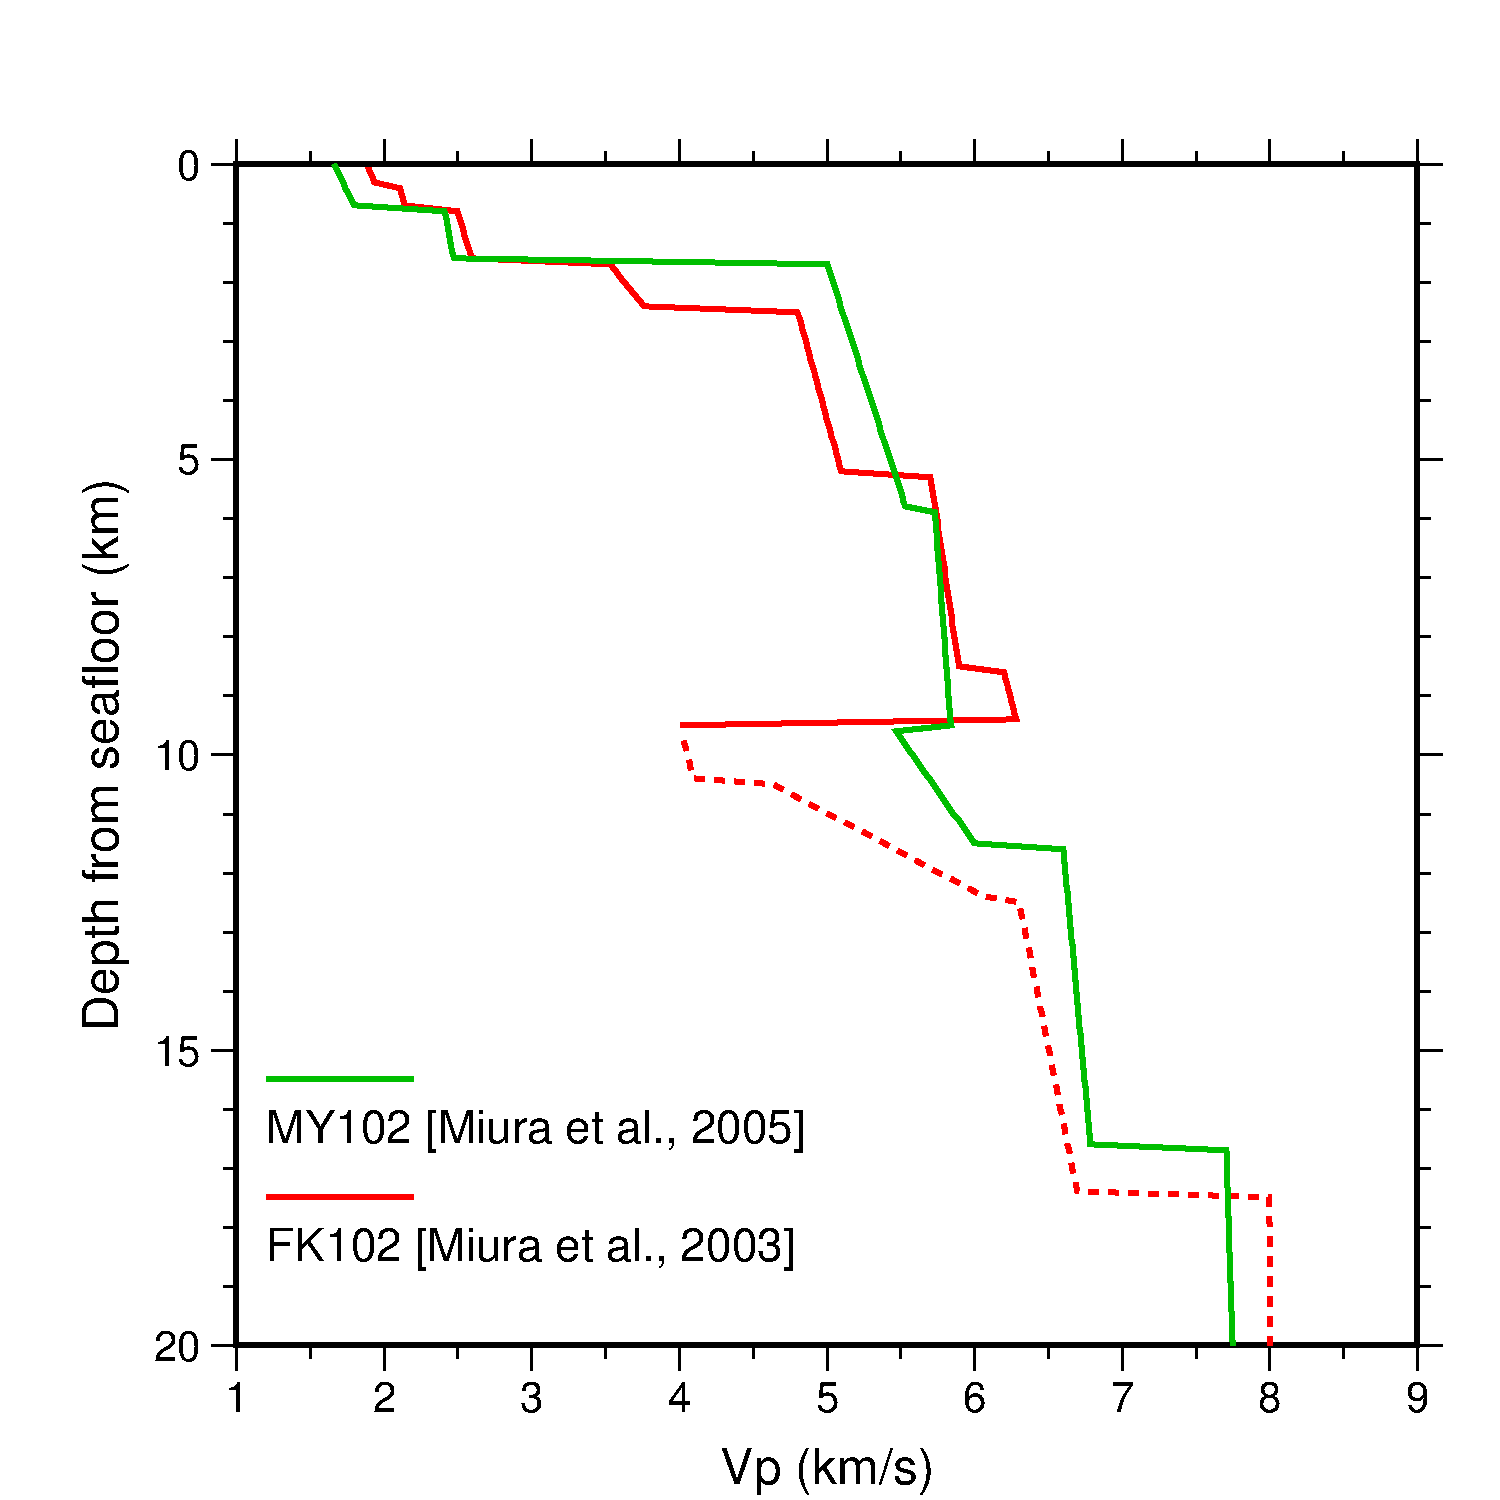 0
5
10
15
20
Depth from seafloor (km)
MY102 [Miura et al., 2005]
FK102 [Miura et al., 2003]
1 2 3 4 5 6 7 8 9
Vp (km/s)